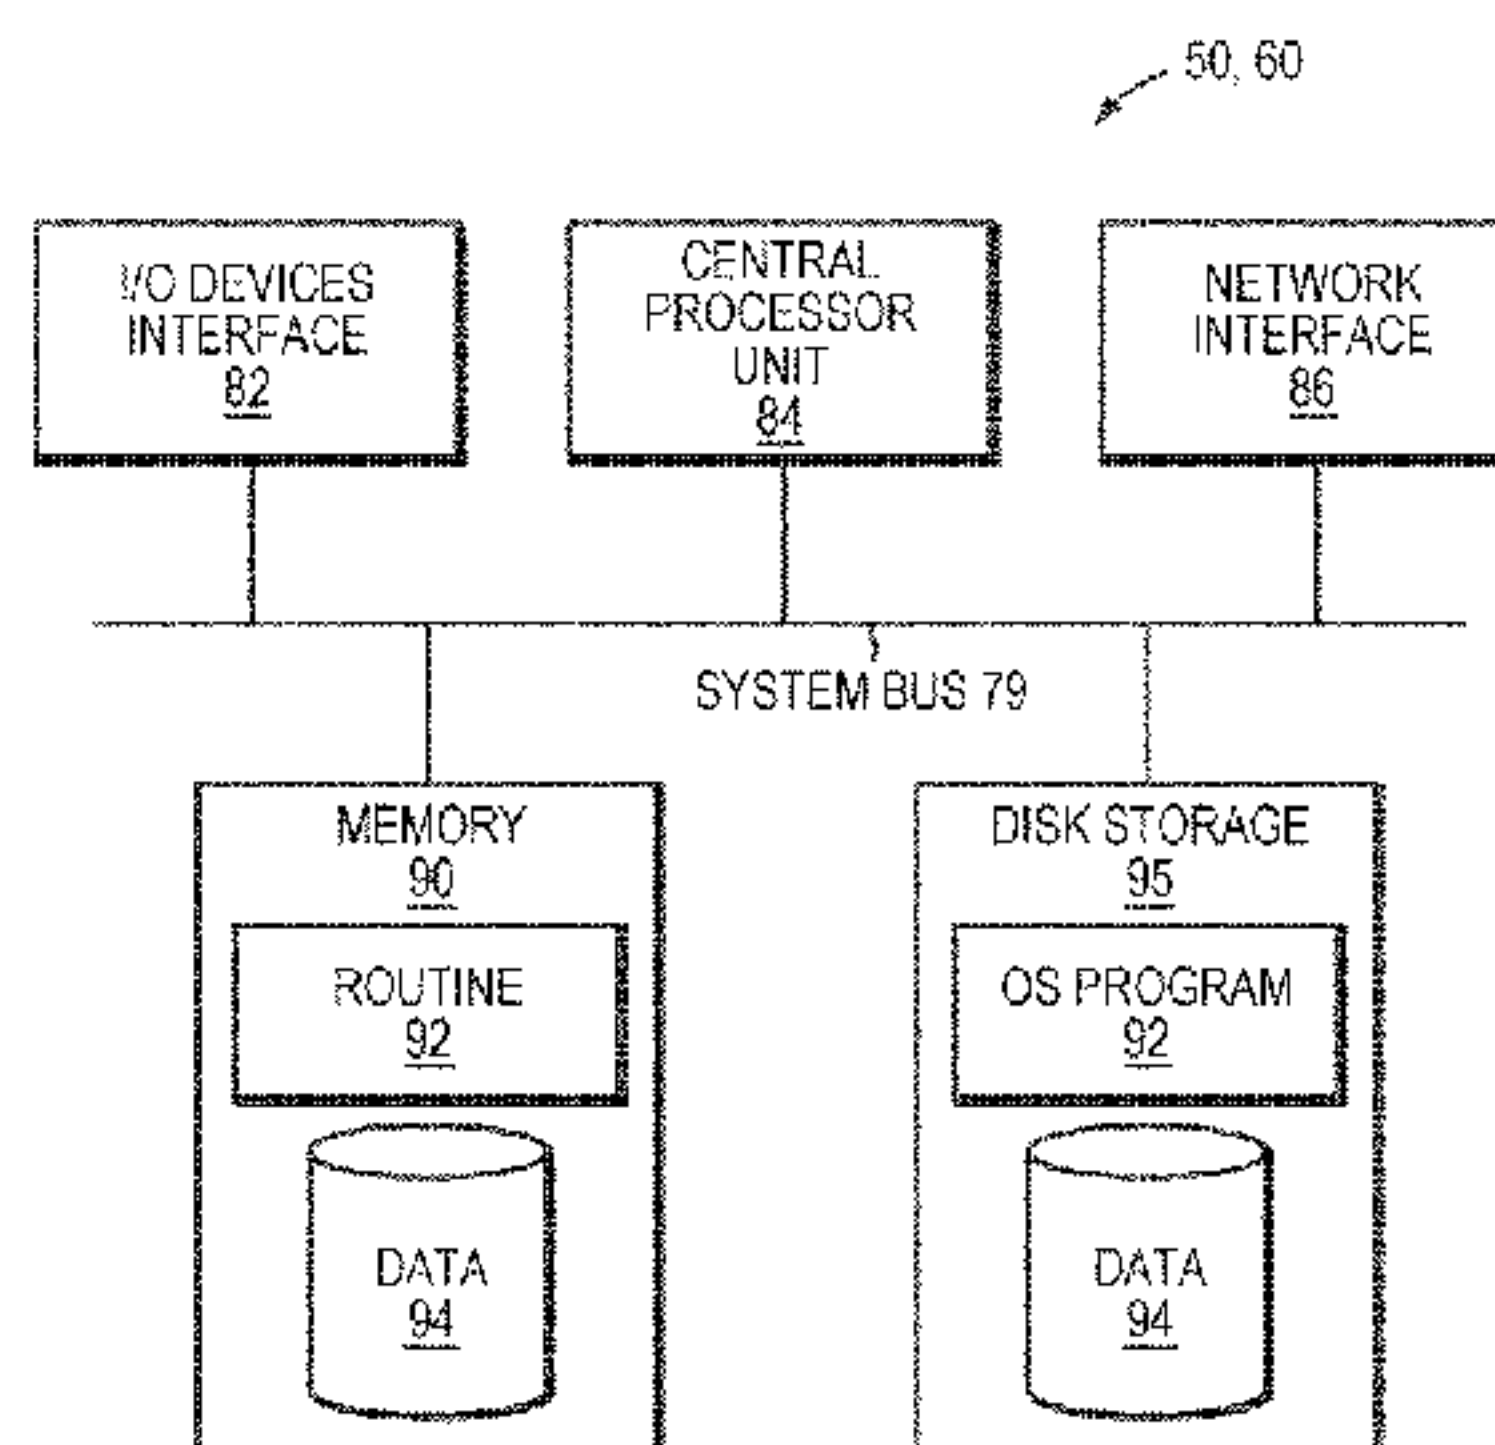 50, 60
I/O DEVICES
INTERFACE
82
CENTRAL
PROCESSOR
UNIT
84
NETWORK
INTERFACE
86
SYSTEM BUS 79
MEMORY
90
ROUTINE
92
DATA
94
DISK STORAGE
95
OS PROGRAM
92
DATA
94